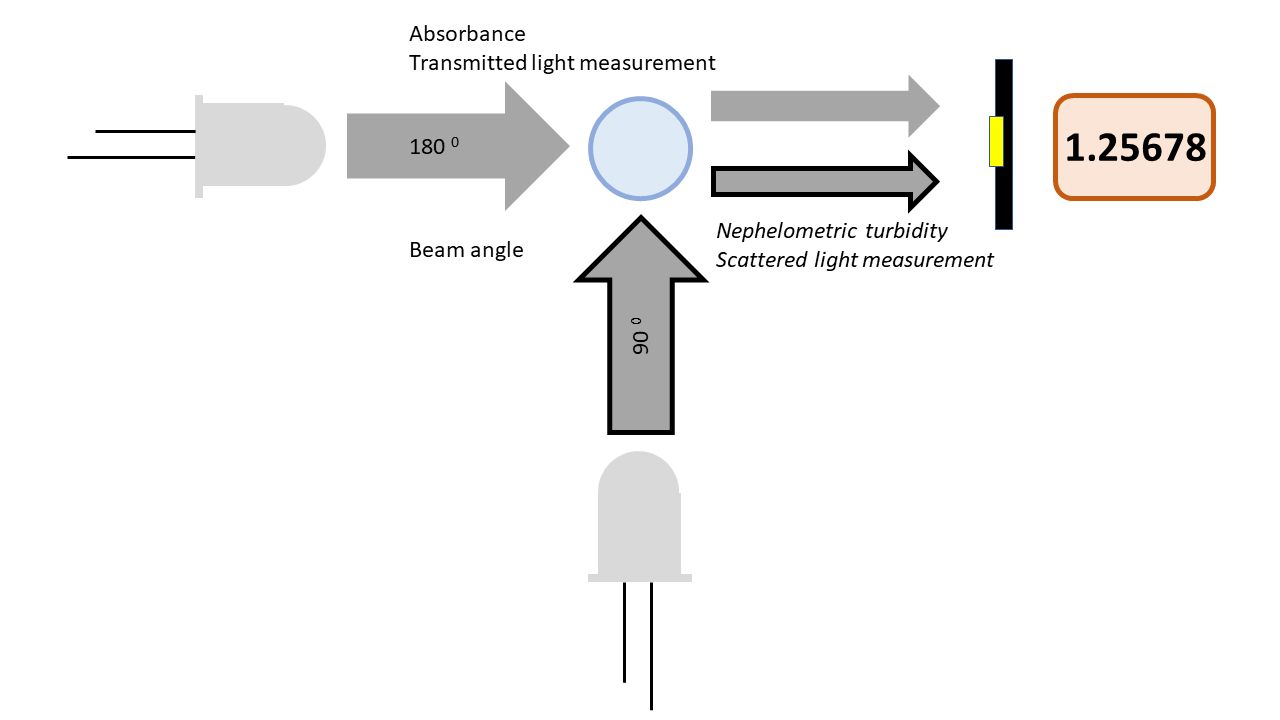 Absorbance
Transmitted light measurement
180 ⁰
1.25678
Beam angle
Nephelometric turbidity
Scattered light measurement
90 ⁰